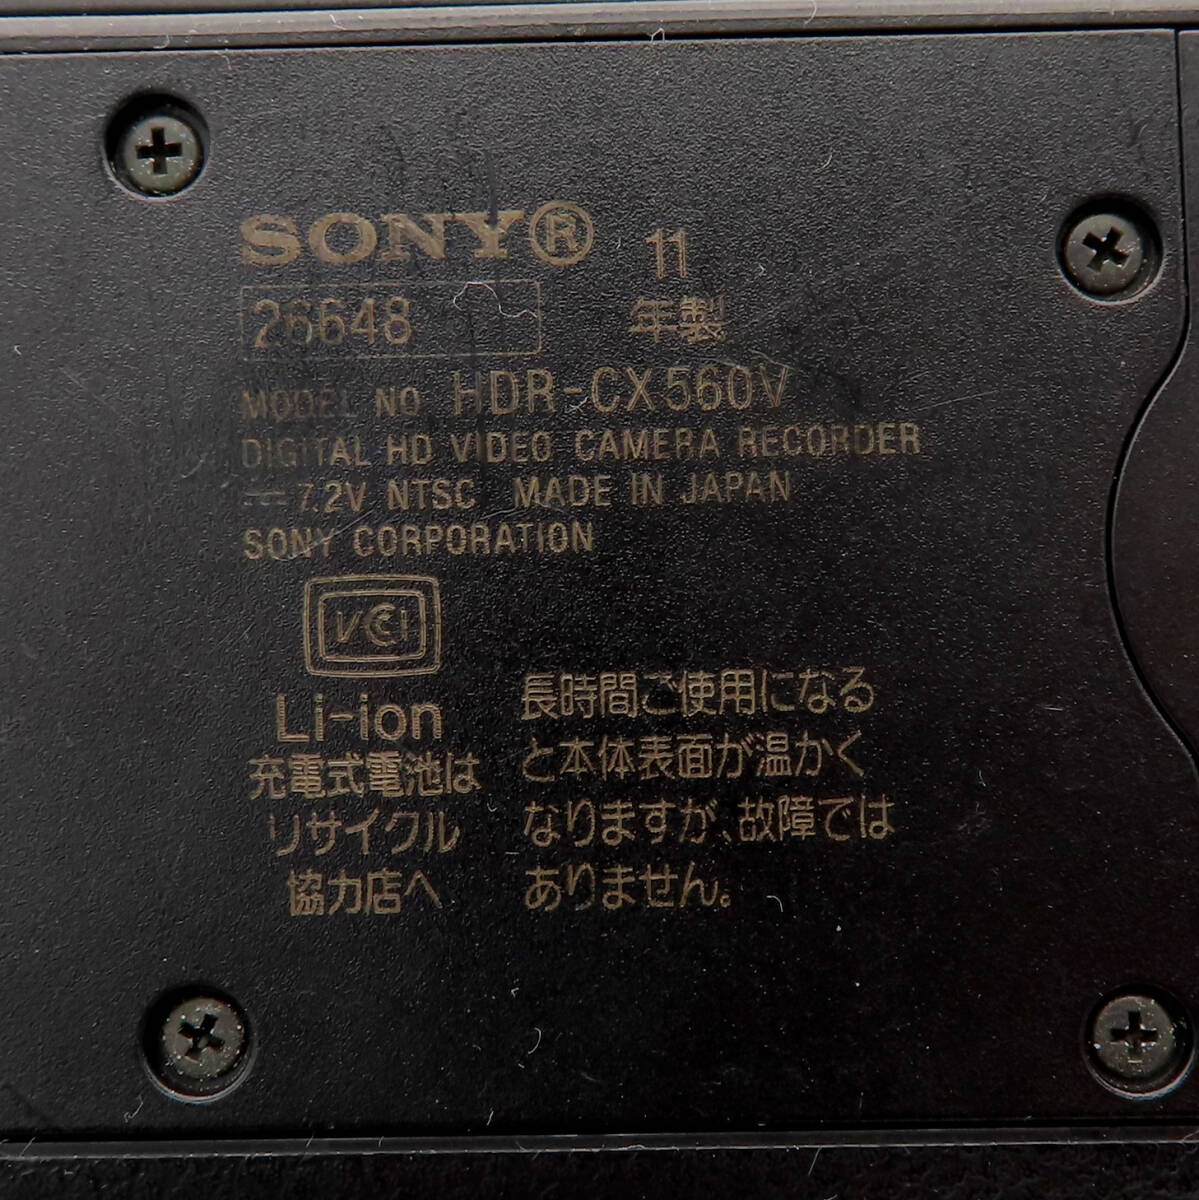 SONY®
11
年製
26648
MODEL NO. HDR-CX560V
DIGITAL HD VIDEO CAMERA RECORDER
⎓ 7.2V NTSC MADE IN JAPAN
SONY CORPORATION
VCCI
Li-ion
充電式電池は
リサイクル
協力店へ
長時間ご使用になる
と本体表面が温かく
なりますが、故障では
ありません。